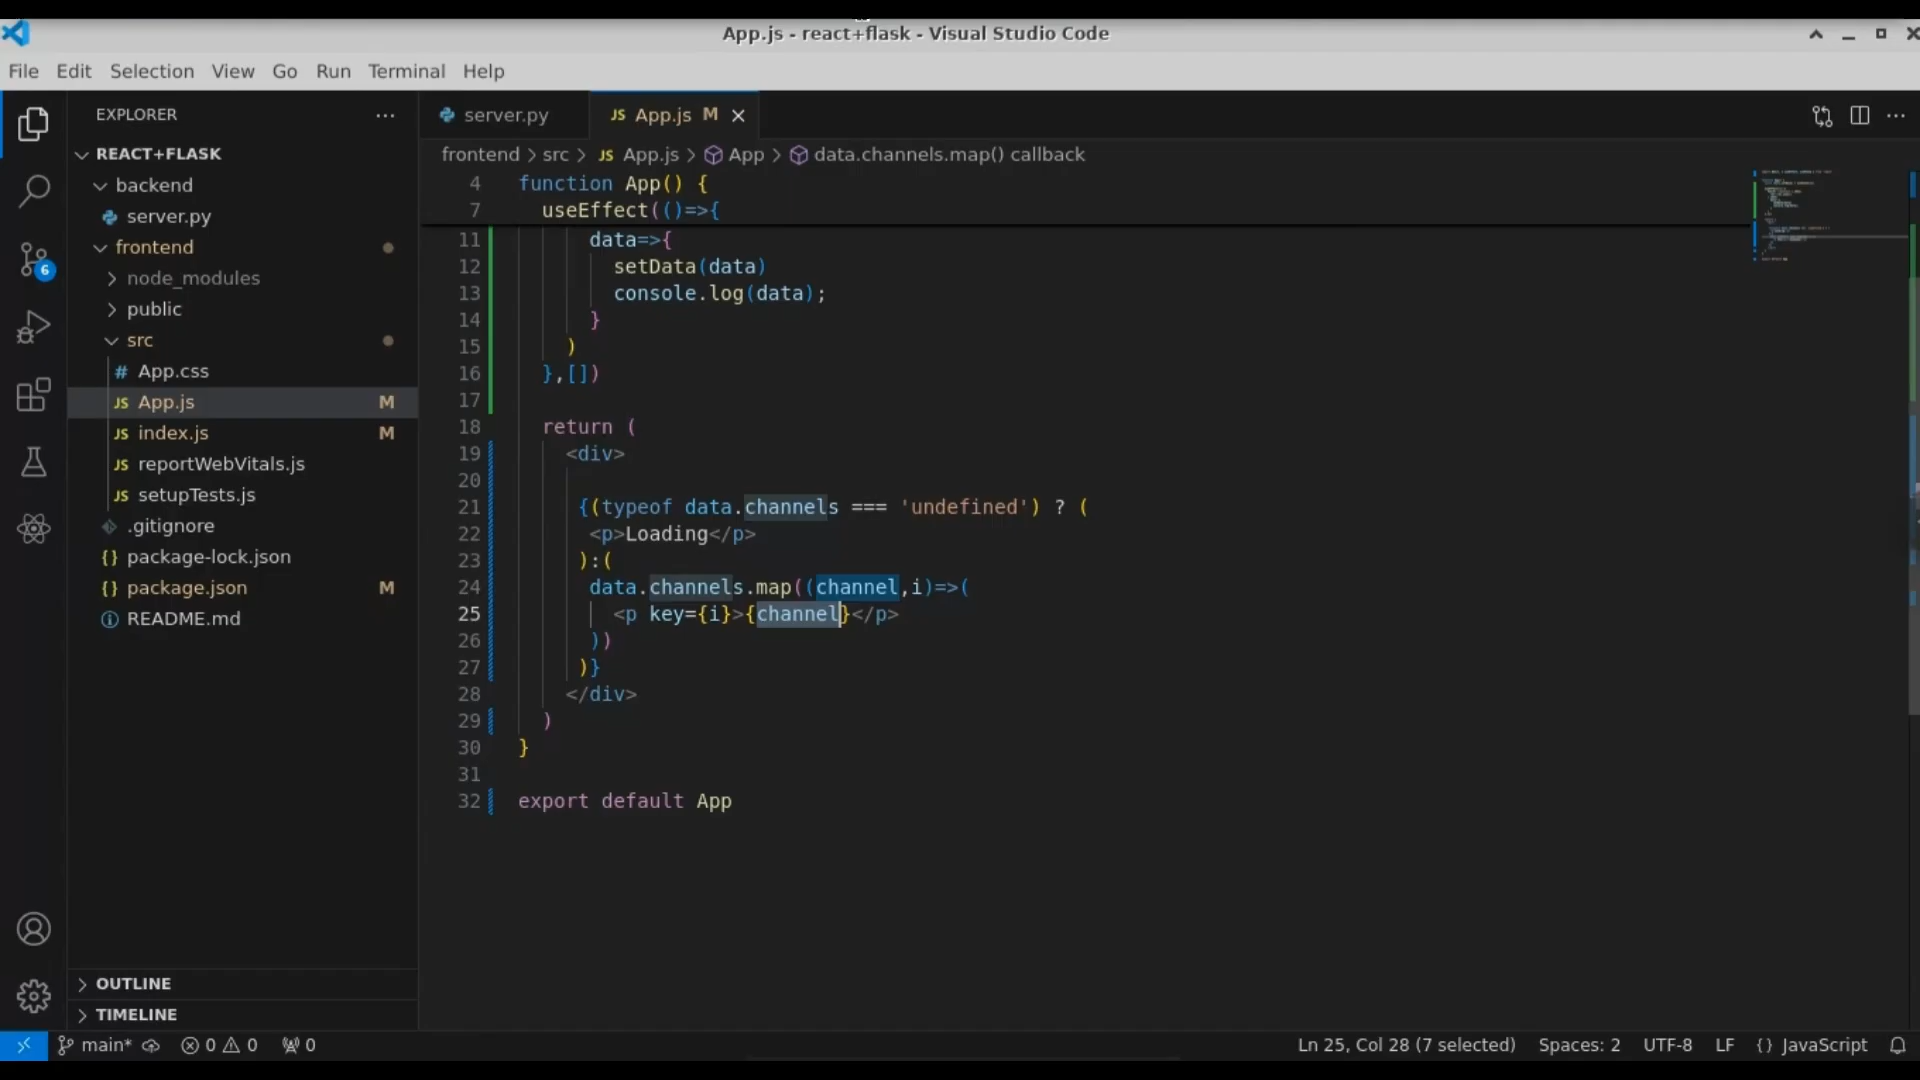 App.js - react+flask - Visual Studio Code
File Edit Selection View Go Run Terminal Help
EXPLORER
REACT+FLASK
backend
server.py
frontend
node_modules
public
src
# App.css
JS App.js M
JS index.js M
JS reportWebVitals.js
JS setupTests.js
.gitignore
{} package-lock.json
{} package.json M
README.md
OUTLINE
TIMELINE
6
server.py
JS App.js M
frontend > src > JS App.js > App > data.channels.map() callback
4 function App() {
7 useEffect(()=>{
11 data=>{
12 setData(data)
13 console.log(data);
14 }
15 )
16 },[])
17
18 return (
19 <div>
20
21 {(typeof data.channels === 'undefined') ? (
22 <p>Loading</p>
23 ):(
24 data.channels.map((channel,i)=>(
25 <p key={i}>{channel}</p>
26 ))
27 )}
28 </div>
29 )
30 }
31
32 export default App
main* 0 0 0
Ln 25, Col 28 (7 selected) Spaces: 2 UTF-8 LF {} JavaScript